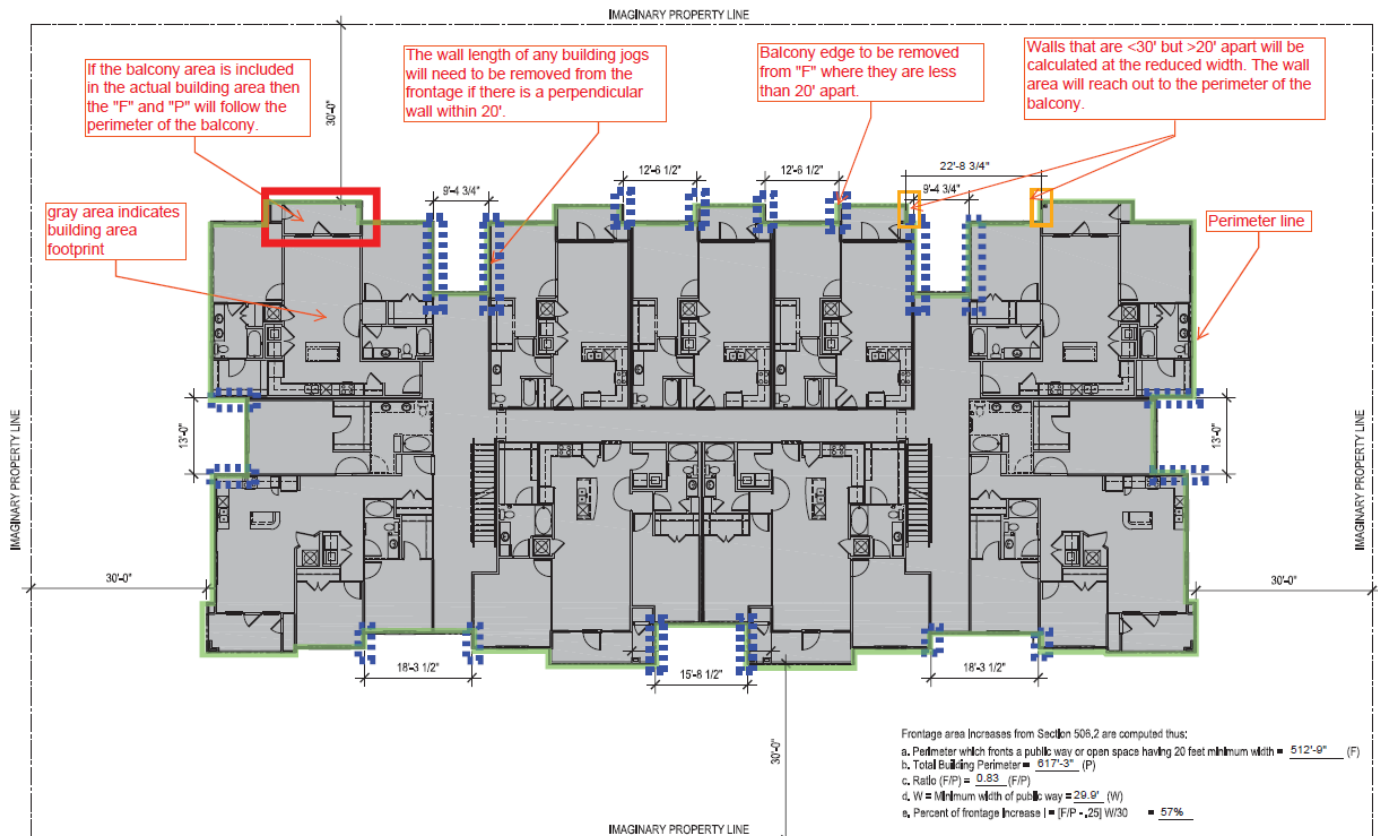 IMAGINARY PROPERTY LINE
If the balcony area is included
in the actual building area then
the "F" and "P" will follow the
perimeter of the balcony.
30'-0"
The wall length of any building jogs
will need to be removed from the
frontage if there is a perpendicular
wall within 20'.
Balcony edge to be removed
from "F" where they are less
than 20' apart.
Walls that are <30' but >20' apart will be
calculated at the reduced width. The wall
area will reach out to the perimeter of the
balcony.
22'-8 3/4"
9'-4 3/4"
12'-6 1/2"
12'-6 1/2"
9'-4 3/4"
gray area indicates
building area
footprint
Perimeter line
13'-0"
13'-0"
IMAGINARY PROPERTY LINE
IMAGINARY PROPERTY LINE
30'-0"
30'-0"
18'-3 1/2"
15'-8 1/2"
18'-3 1/2"
30'-0"
Frontage area Increases from Section 506.2 are computed thus:
a. Perimeter which fronts a public way or open space having 20 feet minimum width = 512'-9" (F)
b. Total Building Perimeter = 617'-3" (P)
c. Ratio (F/P) = 0.83 (F/P)
d. W = Minimum width of public way = 29.9' (W)
e. Percent of frontage Increase I = [F/P - .25] W/30 = 57%
IMAGINARY PROPERTY LINE